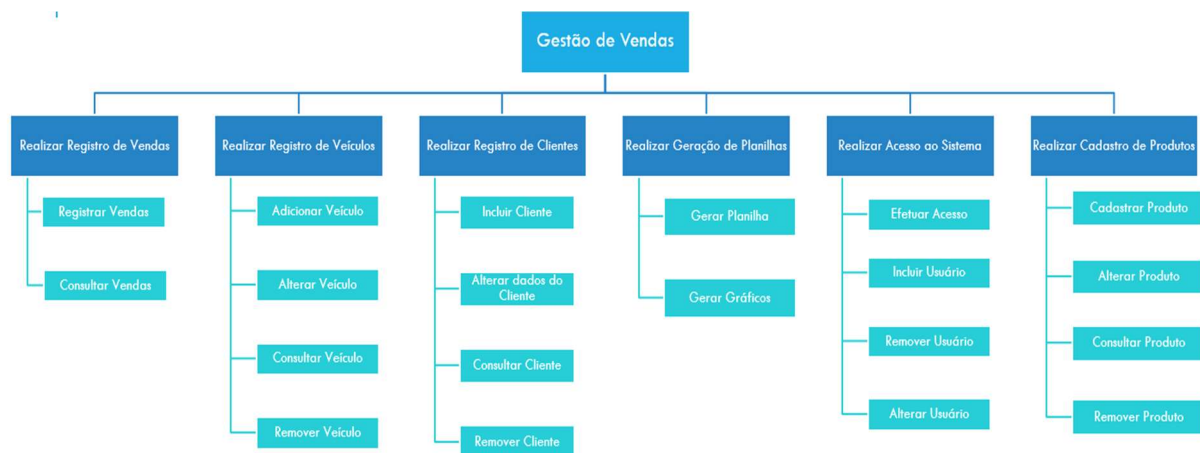 Gestão de Vendas
Realizar Registro de Vendas
Registrar Vendas
Consultar Vendas
Realizar Registro de Veículos
Adicionar Veículo
Alterar Veículo
Consultar Veículo
Remover Veículo
Realizar Registro de Clientes
Incluir Cliente
Alterar dados do
Cliente
Consultar Cliente
Remover Cliente
Realizar Geração de Planilhas
Gerar Planilha
Gerar Gráficos
Realizar Acesso ao Sistema
Efetuar Acesso
Incluir Usuário
Remover Usuário
Alterar Usuário
Realizar Cadastro de Produtos
Cadastrar Produto
Alterar Produto
Consultar Produto
Remover Produto